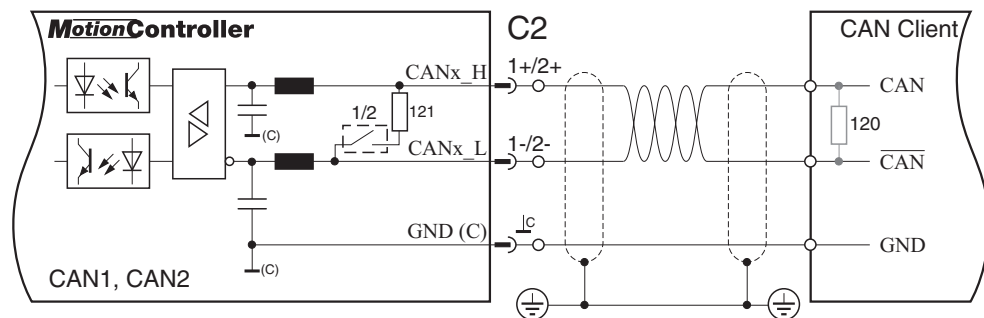 MotionController
C2
CAN Client
CANx_H
1+/2+
CAN
1/2
121
120
(C)
CANx_L
1-/2-
CAN
GND (C)
C
GND
(C)
CAN1, CAN2